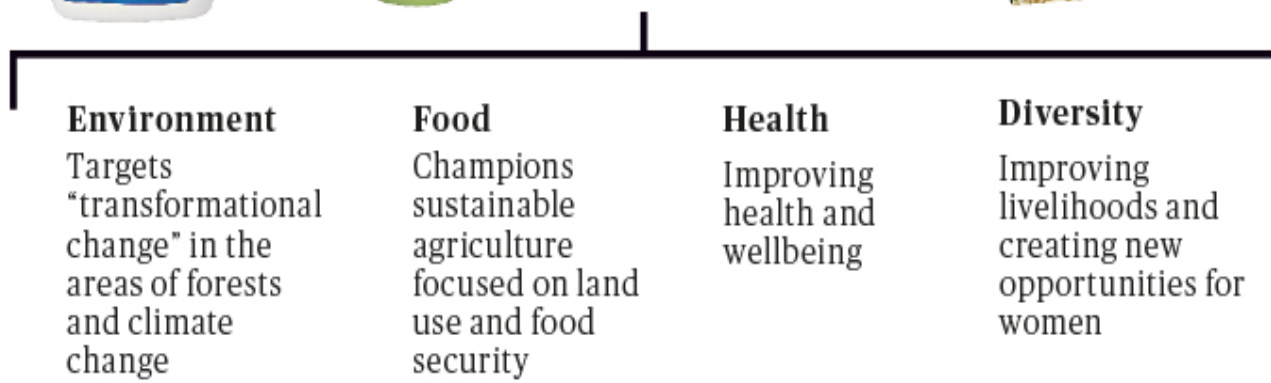 Environment
Targets
“transformational
change” in the
areas of forests
and climate
change
Food
Champions
sustainable
agriculture
focused on land
use and food
security
Health
Improving
health and
wellbeing
Diversity
Improving
livelihoods and
creating new
opportunities for
women